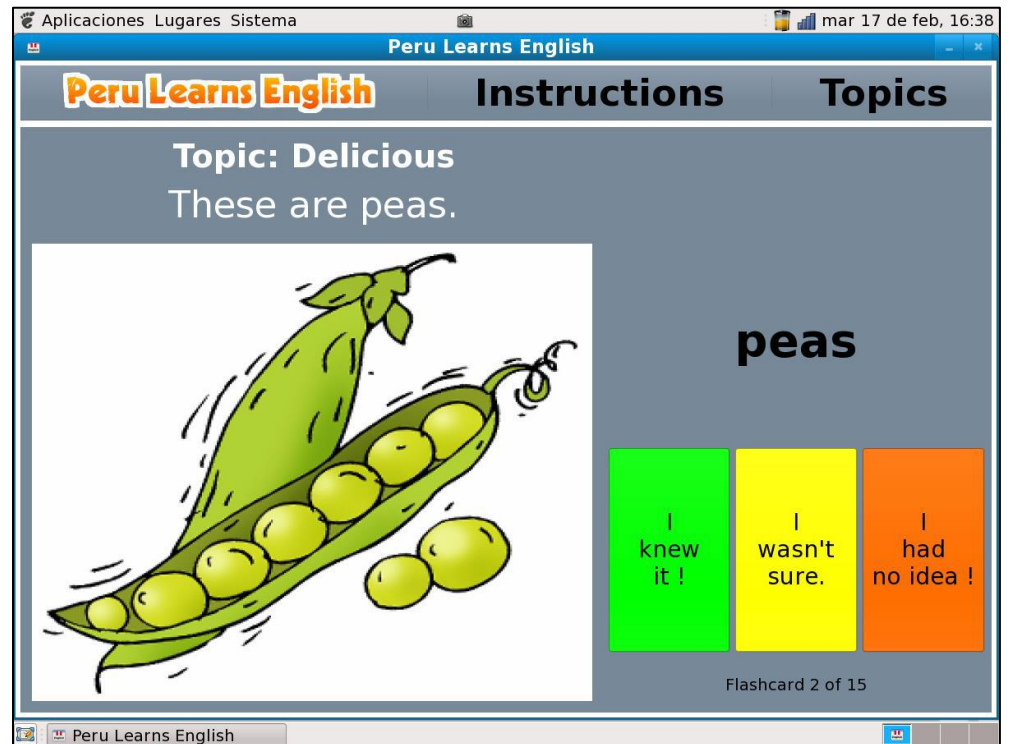 Aplicaciones Lugares Sistema mar 17 de feb, 16:38
Peru Learns English
Peru Learns English Instructions Topics
Topic: Delicious
These are peas.
peas
I
knew
it !
I
wasn't
sure.
I
had
no idea !
Flashcard 2 of 15
Peru Learns English